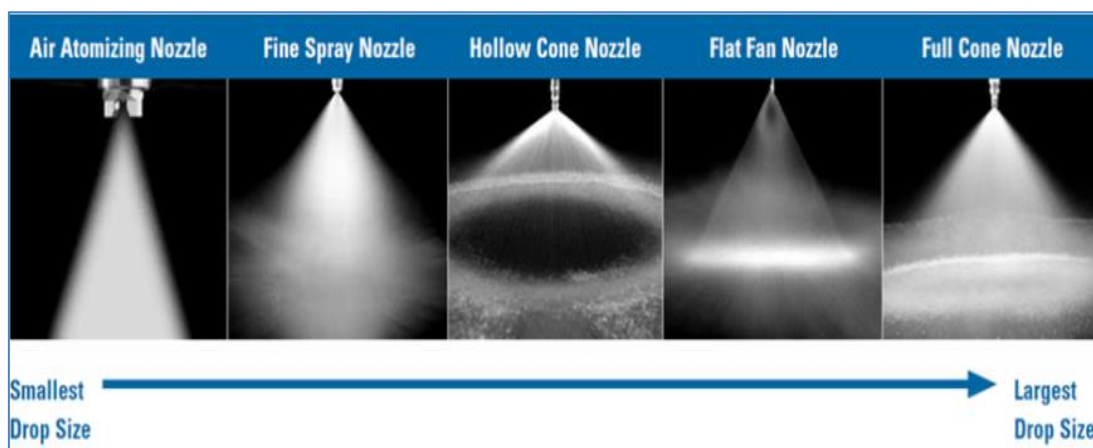 Air Atomizing Nozzle
Fine Spray Nozzle
Hollow Cone Nozzle
Flat Fan Nozzle
Full Cone Nozzle
Smallest
Drop Size
Largest
Drop Size